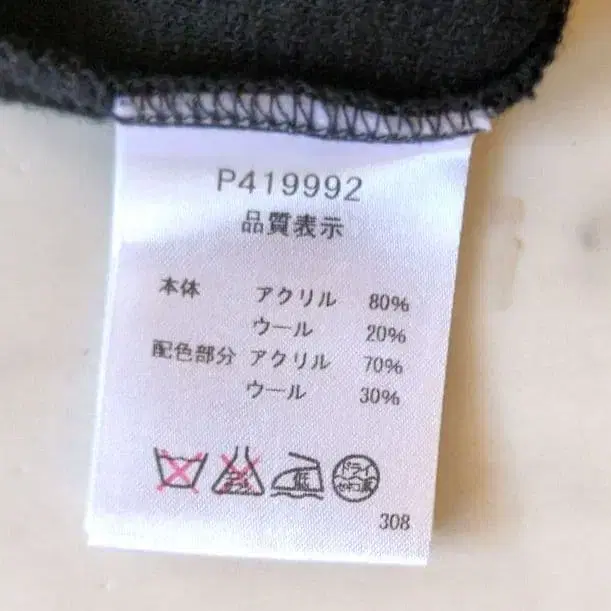 P419992
品質表示
本体 アクリル 80%
ウール 20%
配色部分 アクリル 70%
ウール 30%
低 ドライ
308